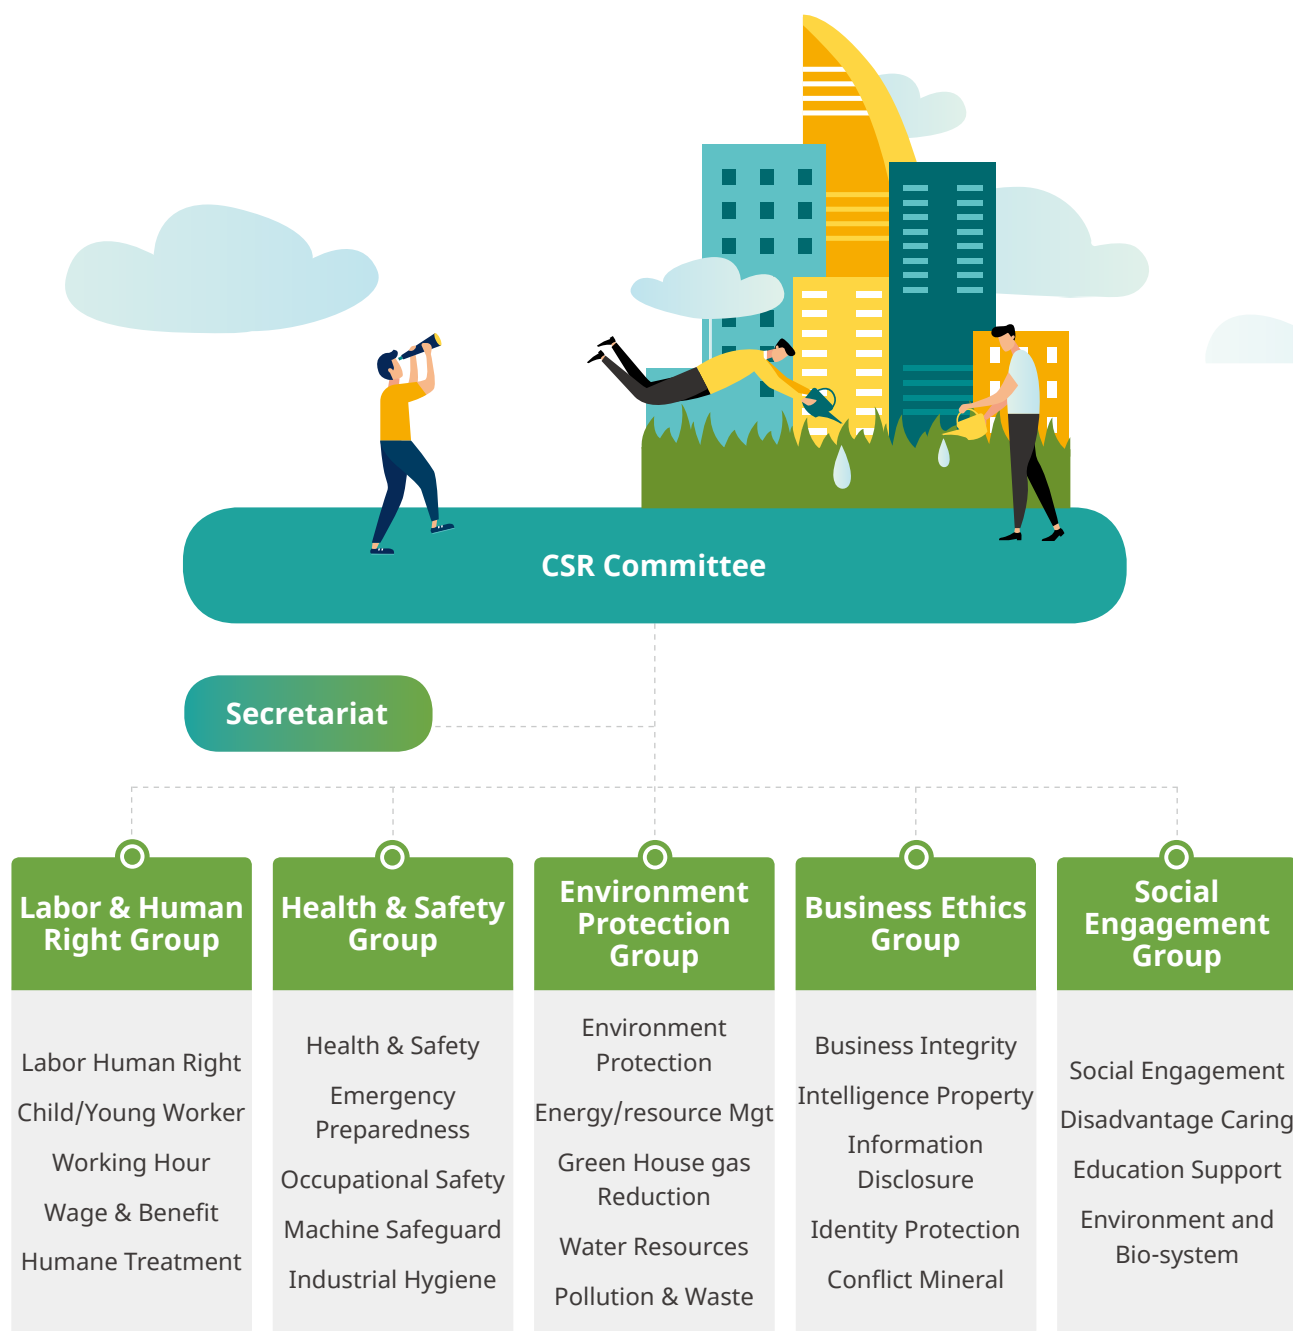 CSR Committee
Secretariat
Labor & Human
Right Group
Labor Human Right
Child/Young Worker
Working Hour
Wage & Benefit
Humane Treatment
Health & Safety
Group
Health & Safety
Emergency
Preparedness
Occupational Safety
Machine Safeguard
Industrial Hygiene
Environment
Protection
Group
Environment
Protection
Energy/resource Mgt
Green House gas
Reduction
Water Resources
Pollution & Waste
Business Ethics
Group
Business Integrity
Intelligence Property
Information
Disclosure
Identity Protection
Conflict Mineral
Social
Engagement
Group
Social Engagement
Disadvantage Caring
Education Support
Environment and
Bio-system